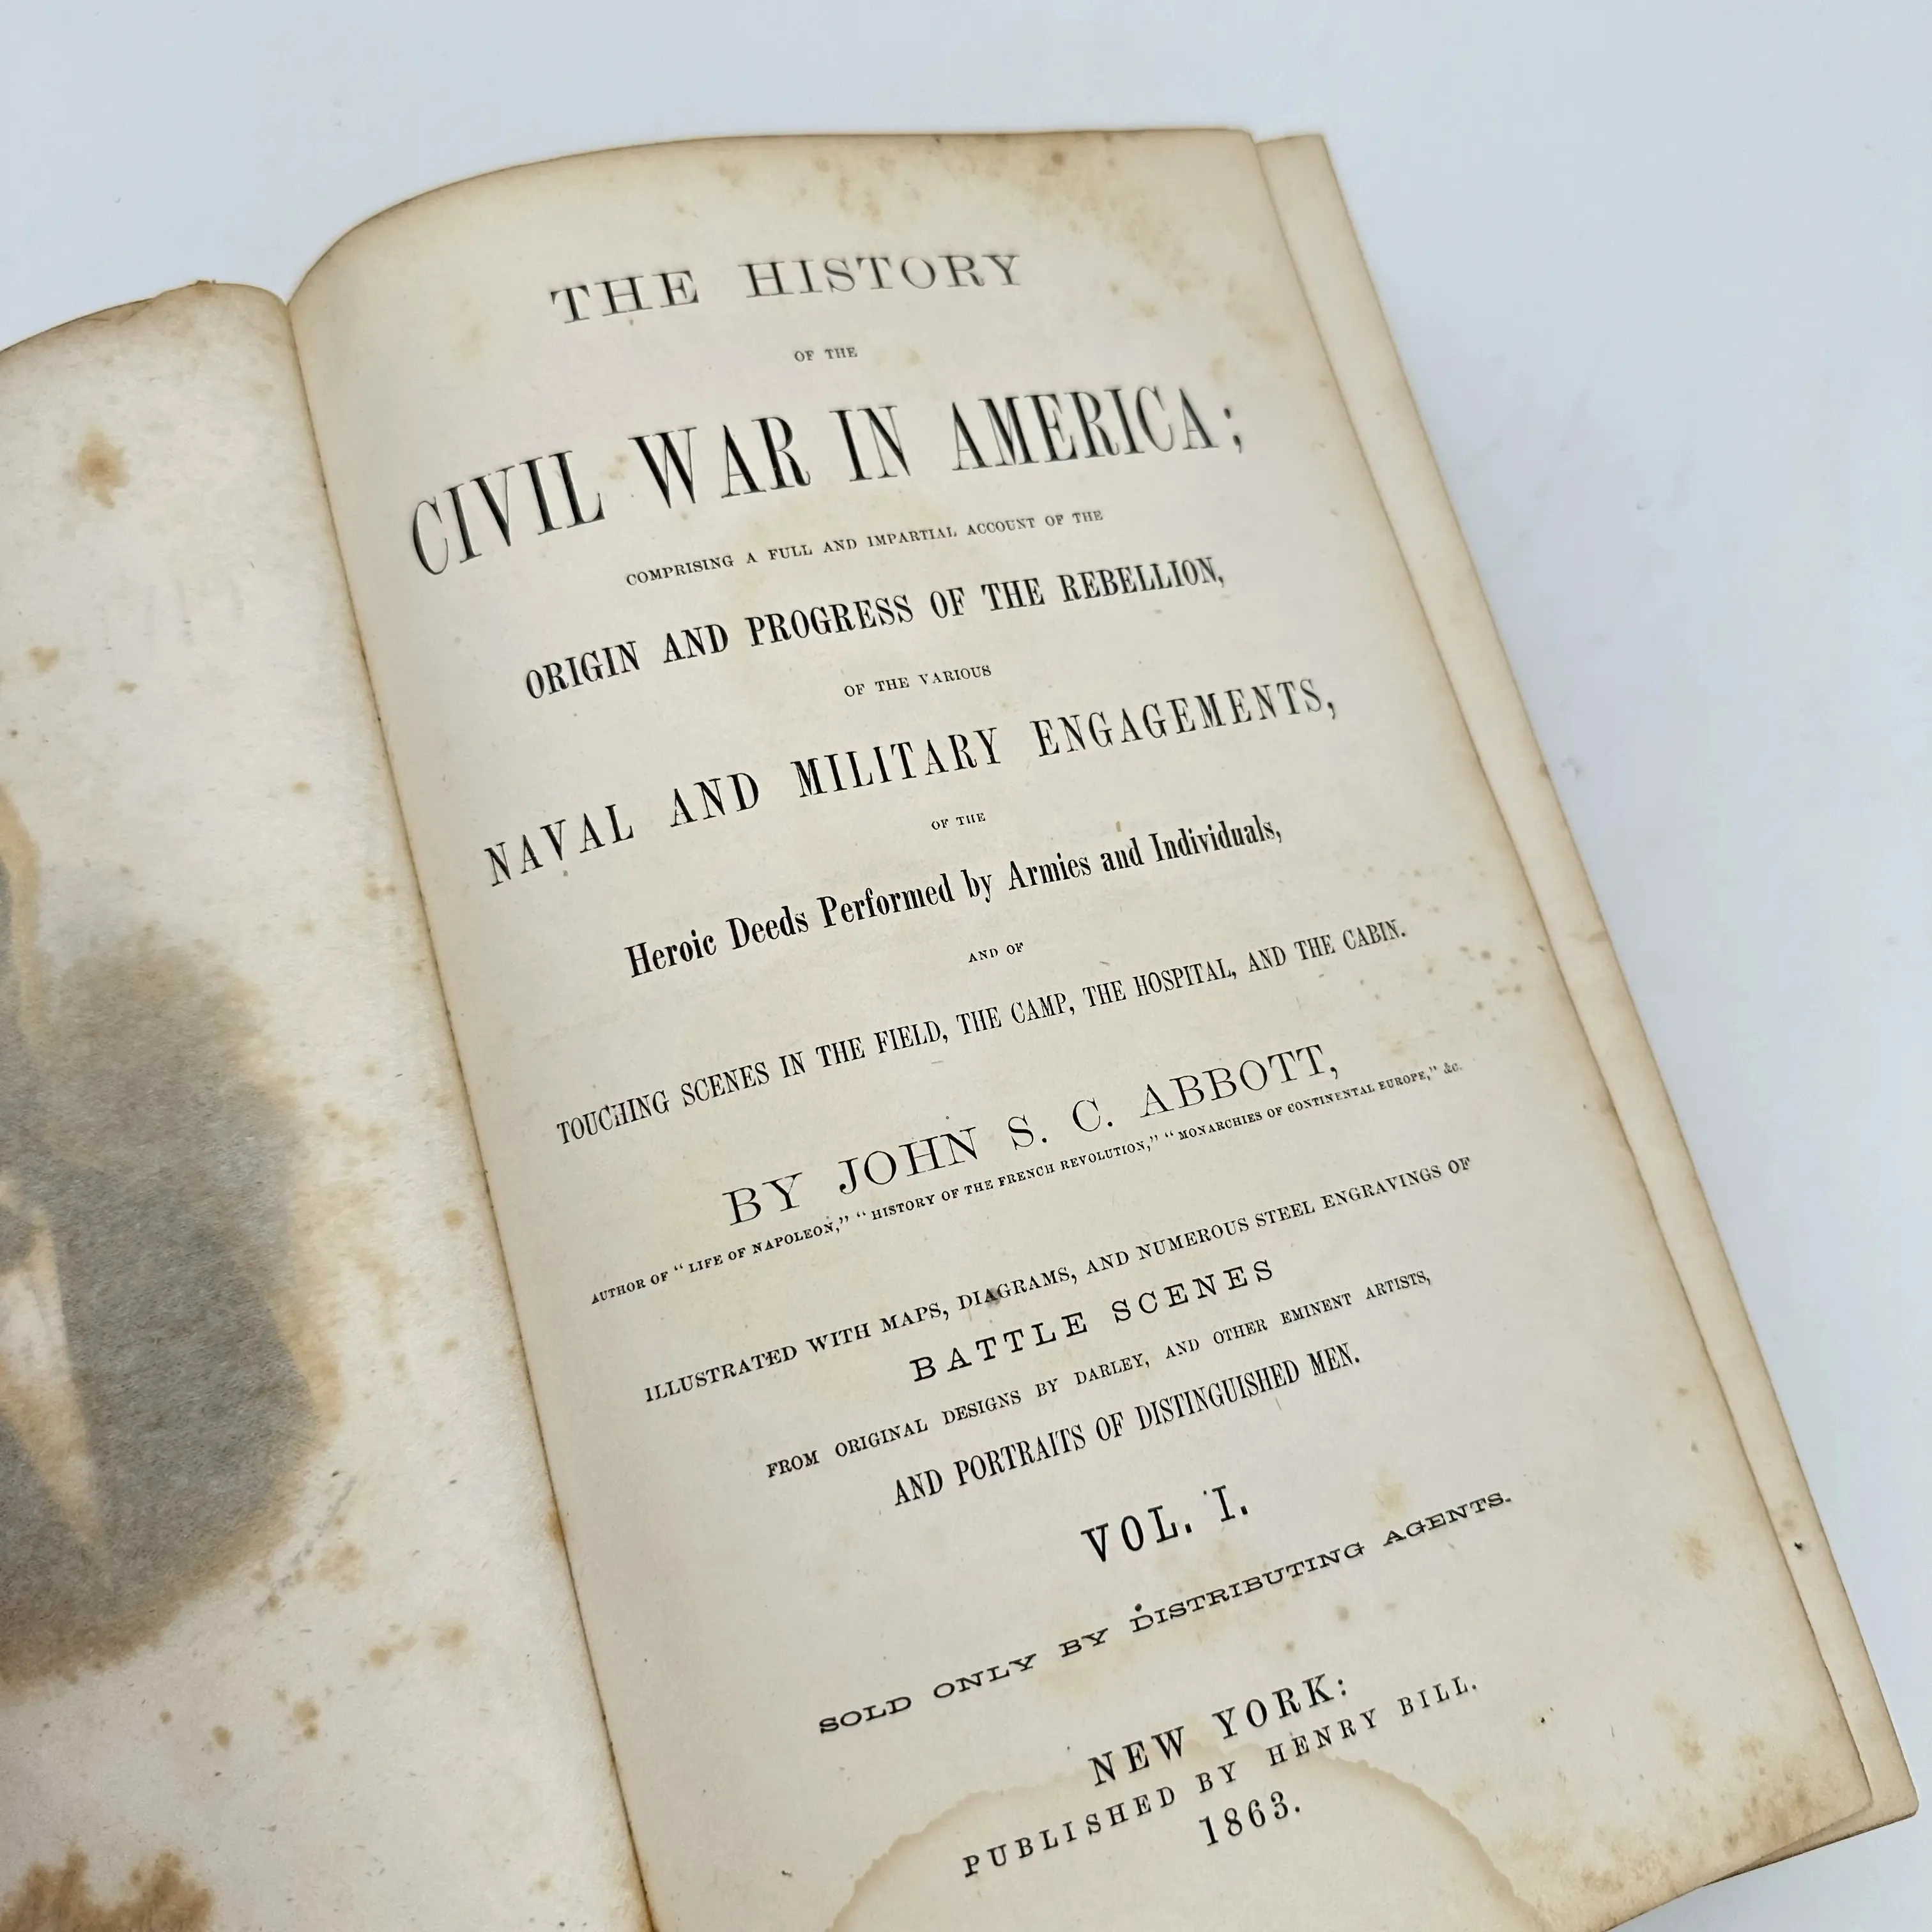 THE HISTORY
OF THE
CIVIL WAR IN AMERICA;
COMPRISING A FULL AND IMPARTIAL ACCOUNT OF THE
ORIGIN AND PROGRESS OF THE REBELLION,
OF THE VARIOUS
NAVAL AND MILITARY ENGAGEMENTS,
OF THE
Heroic Deeds Performed by Armies and Individuals,
AND OF
TOUCHING SCENES IN THE FIELD, THE CAMP, THE HOSPITAL, AND THE CABIN.
BY JOHN S. C. ABBOTT,
AUTHOR OF "LIFE OF NAPOLEON," "HISTORY OF THE FRENCH REVOLUTION," "MONARCHIES OF CONTINENTAL EUROPE," &c.
ILLUSTRATED WITH MAPS, DIAGRAMS, AND NUMEROUS STEEL ENGRAVINGS OF
BATTLE SCENES
FROM ORIGINAL DESIGNS BY DARLEY, AND OTHER EMINENT ARTISTS,
AND PORTRAITS OF DISTINGUISHED MEN.
VOL. I.
SOLD ONLY BY DISTRIBUTING AGENTS.
NEW YORK:
PUBLISHED BY HENRY BILL.
1863.